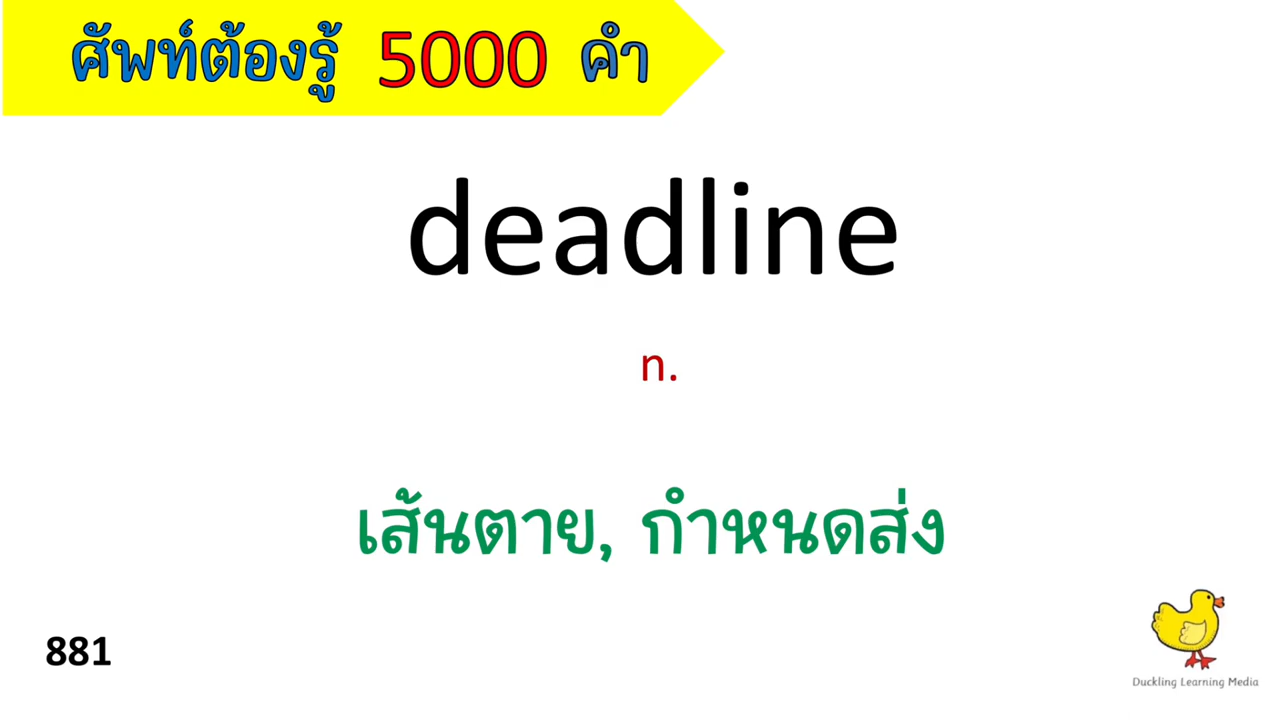 ศัพท์ต้องรู้ 5000 คำ
deadline
n.
เส้นตาย, กำหนดส่ง
881
Duckling Learning Media